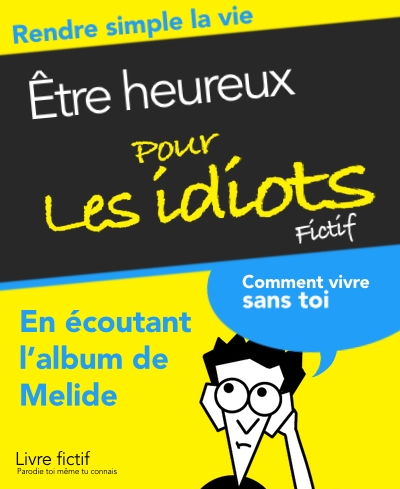 Rendre simple la vie
Être heureux
Pour
Les idiots
Fictif
Comment vivre
sans toi
En écoutant
l'album de
Melide
Livre fictif
Parodie toi même tu connais